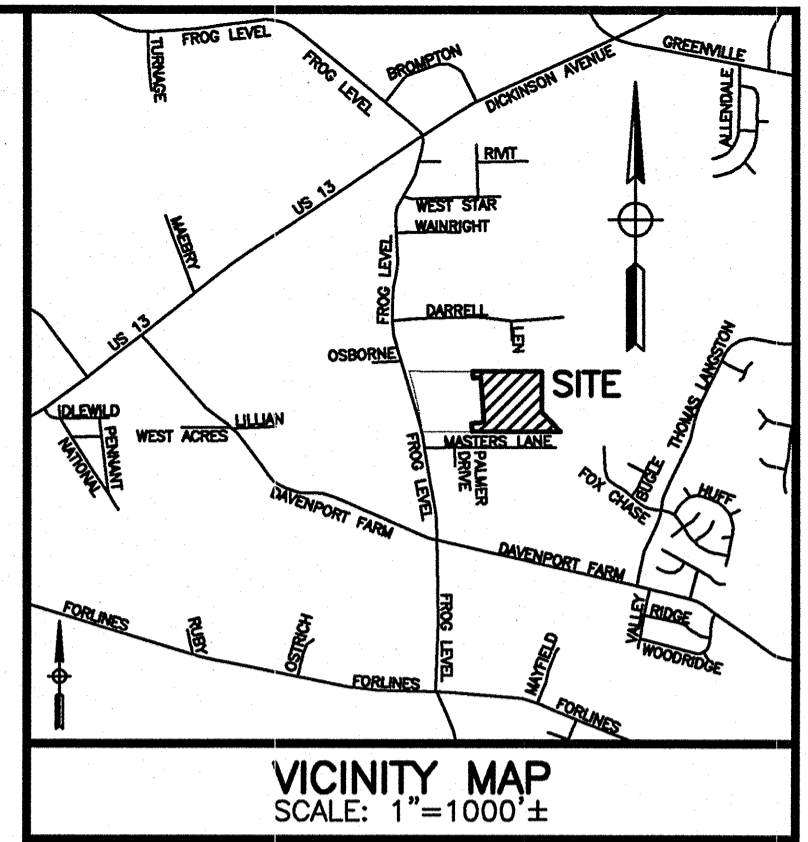 FROG LEVEL
TURNAGE
FROG LEVEL
BROMPTON
DICKINSON AVENUE
GREENVILLE
ALLENDALE
RMT
US 13
WEST STAR
WAINRIGHT
MAEBRY
FROG LEVEL
DARRELL
LEN
US 13
OSBORNE
SITE
THOMAS LANGSTON
IDLEWILD
LILLIAN
WEST ACRES
PENNANT
NATIONAL
FROG LEVEL
MASTERS LANE
PALMER
DRIVE
BUGLE
FOX CHASE
HUFF
DAVENPORT FARM
DAVENPORT FARM
FORLINES
RUBY
OSTRICH
FROG LEVEL
VALLEY
RIDGE
WOODRIDGE
MAYFIELD
FORLINES
FORLINES
VICINITY MAP
SCALE: 1"=1000'±